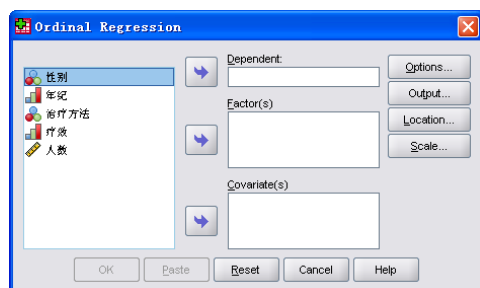 Ordinal Regression
性别
年纪
治疗方法
疗效
人数
Dependent:
Factor(s)
Covariate(s)
Options...
Output...
Location...
Scale...
OK
Paste
Reset
Cancel
Help